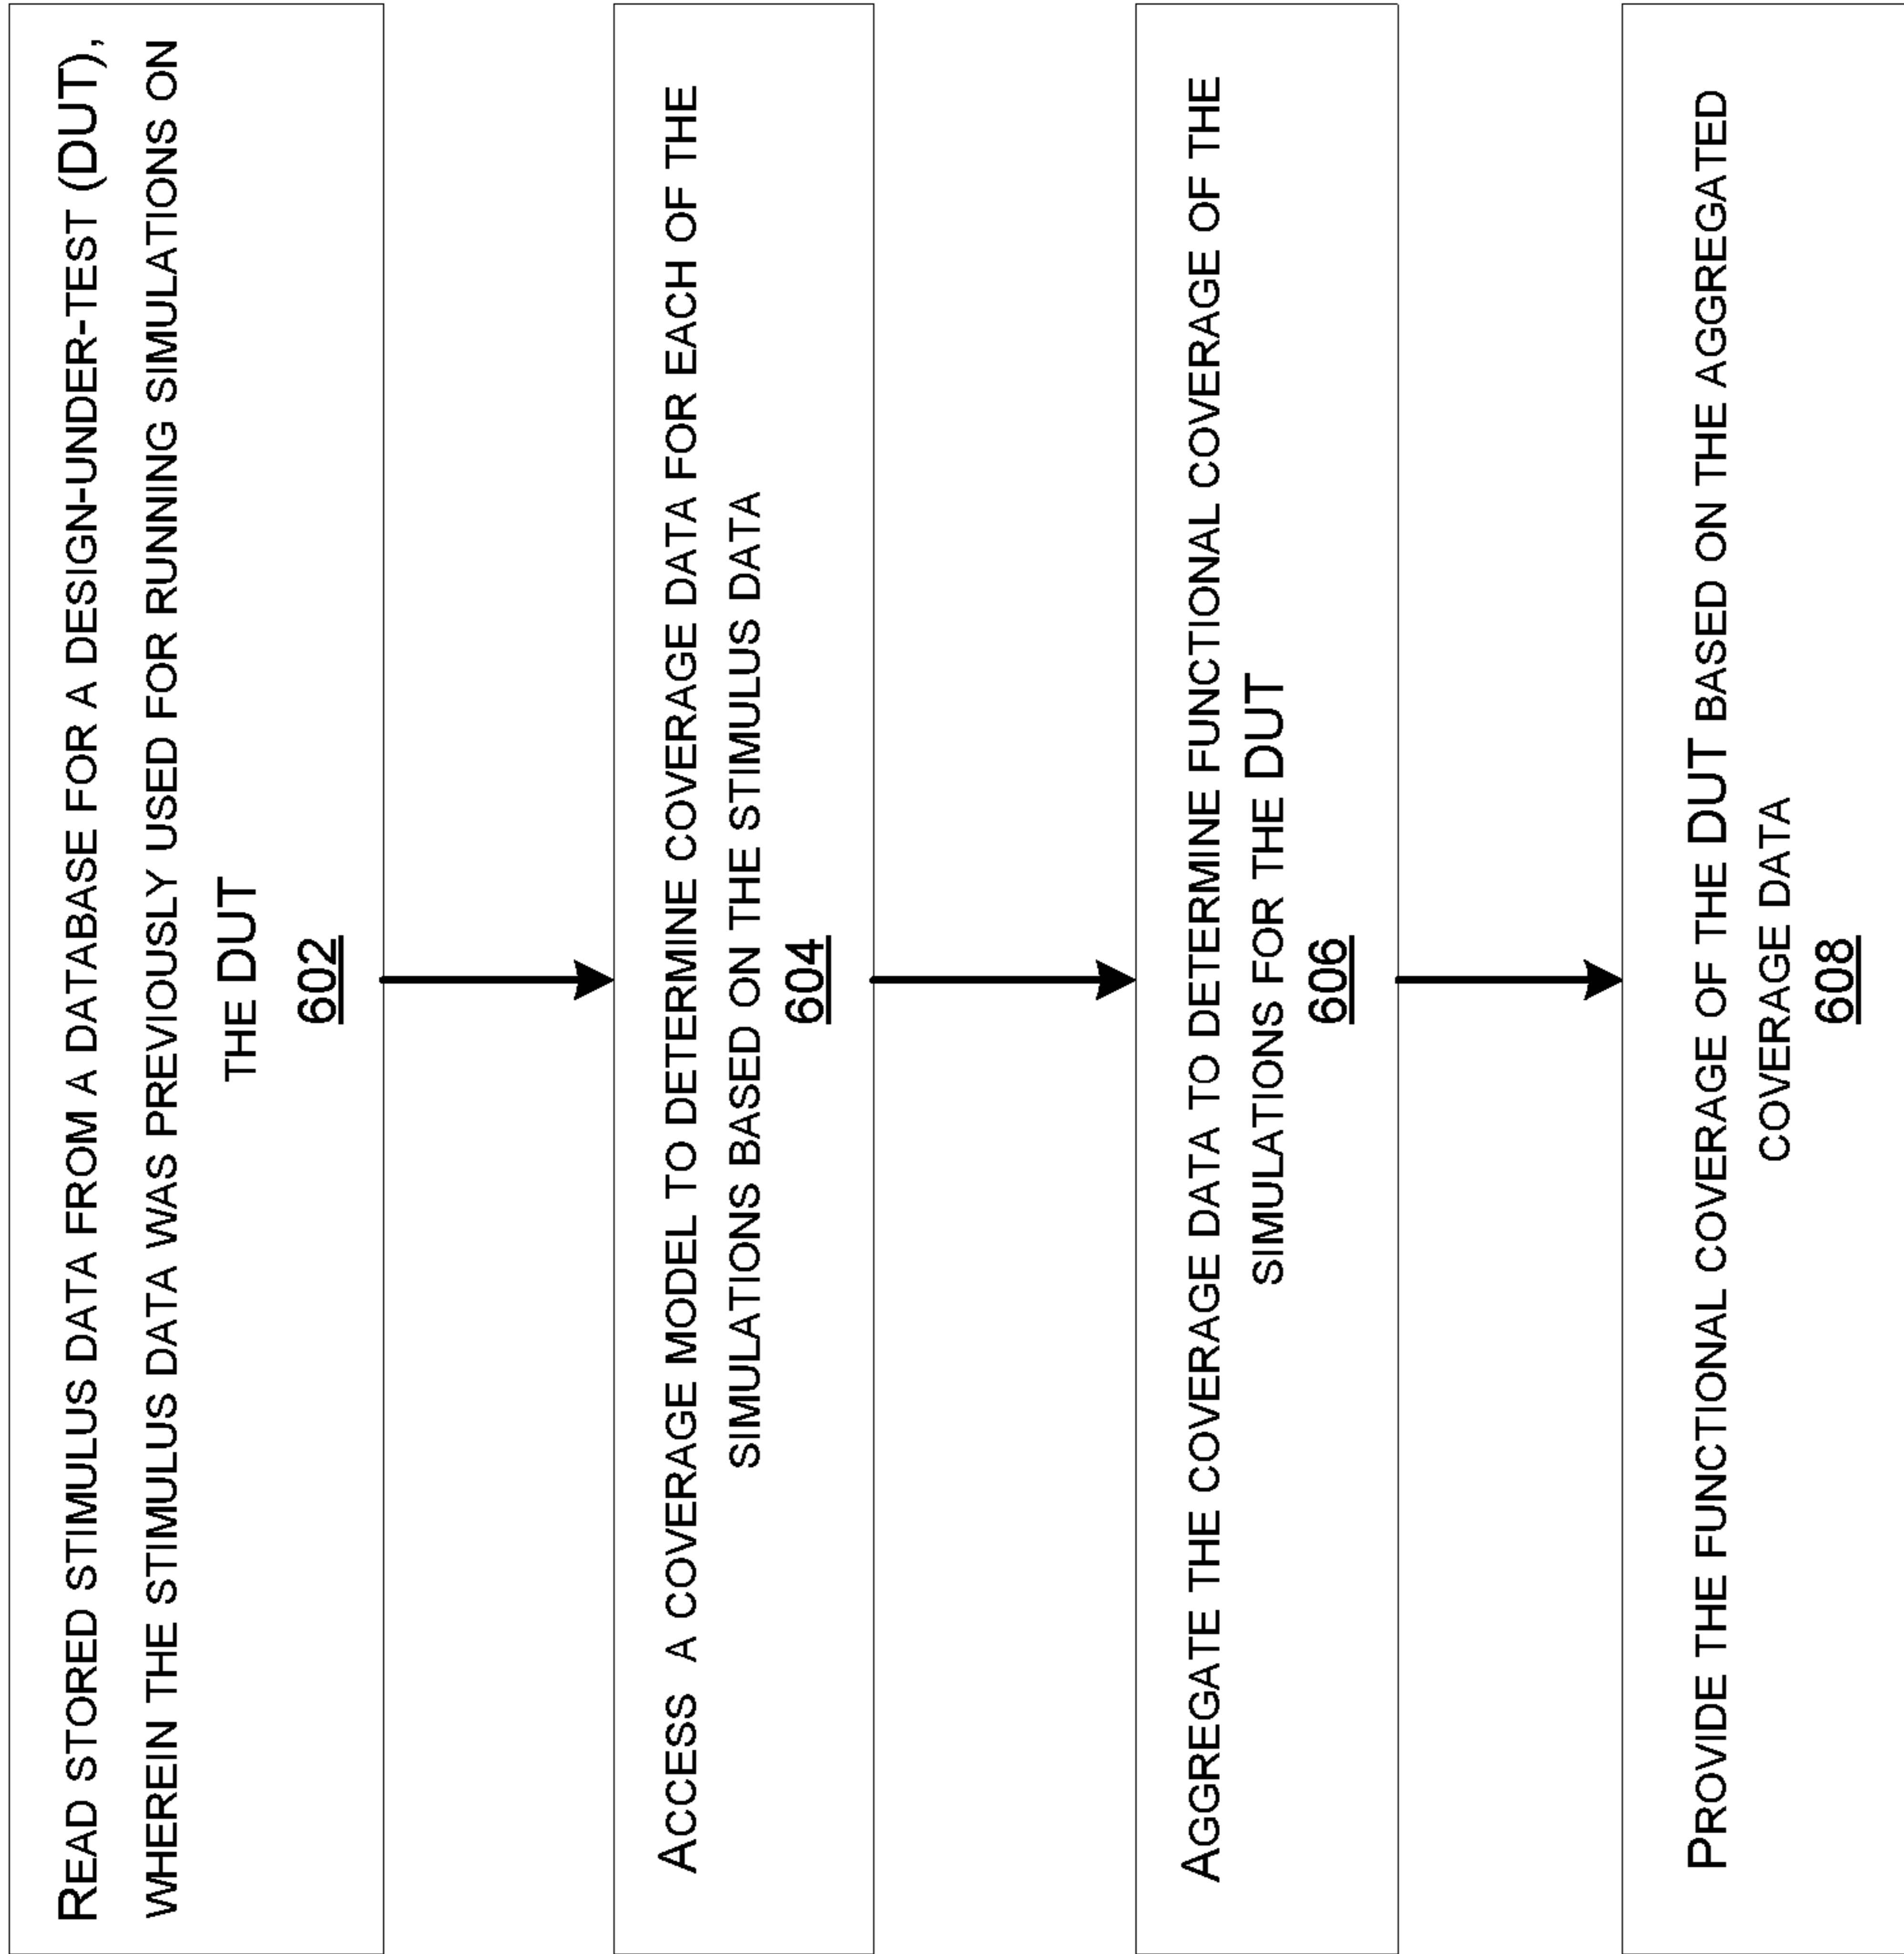 READ STORED STIMULUS DATA FROM A DATABASE FOR A DESIGN-UNDER-TEST (DUT),
WHEREIN THE STIMULUS DATA WAS PREVIOUSLY USED FOR RUNNING SIMULATIONS ON
THE DUT
602
ACCESS A COVERAGE MODEL TO DETERMINE COVERAGE DATA FOR EACH OF THE
SIMULATIONS BASED ON THE STIMULUS DATA
604
AGGREGATE THE COVERAGE DATA TO DETERMINE FUNCTIONAL COVERAGE OF THE
SIMULATIONS FOR THE DUT
606
PROVIDE THE FUNCTIONAL COVERAGE OF THE DUT BASED ON THE AGGREGATED
COVERAGE DATA
608